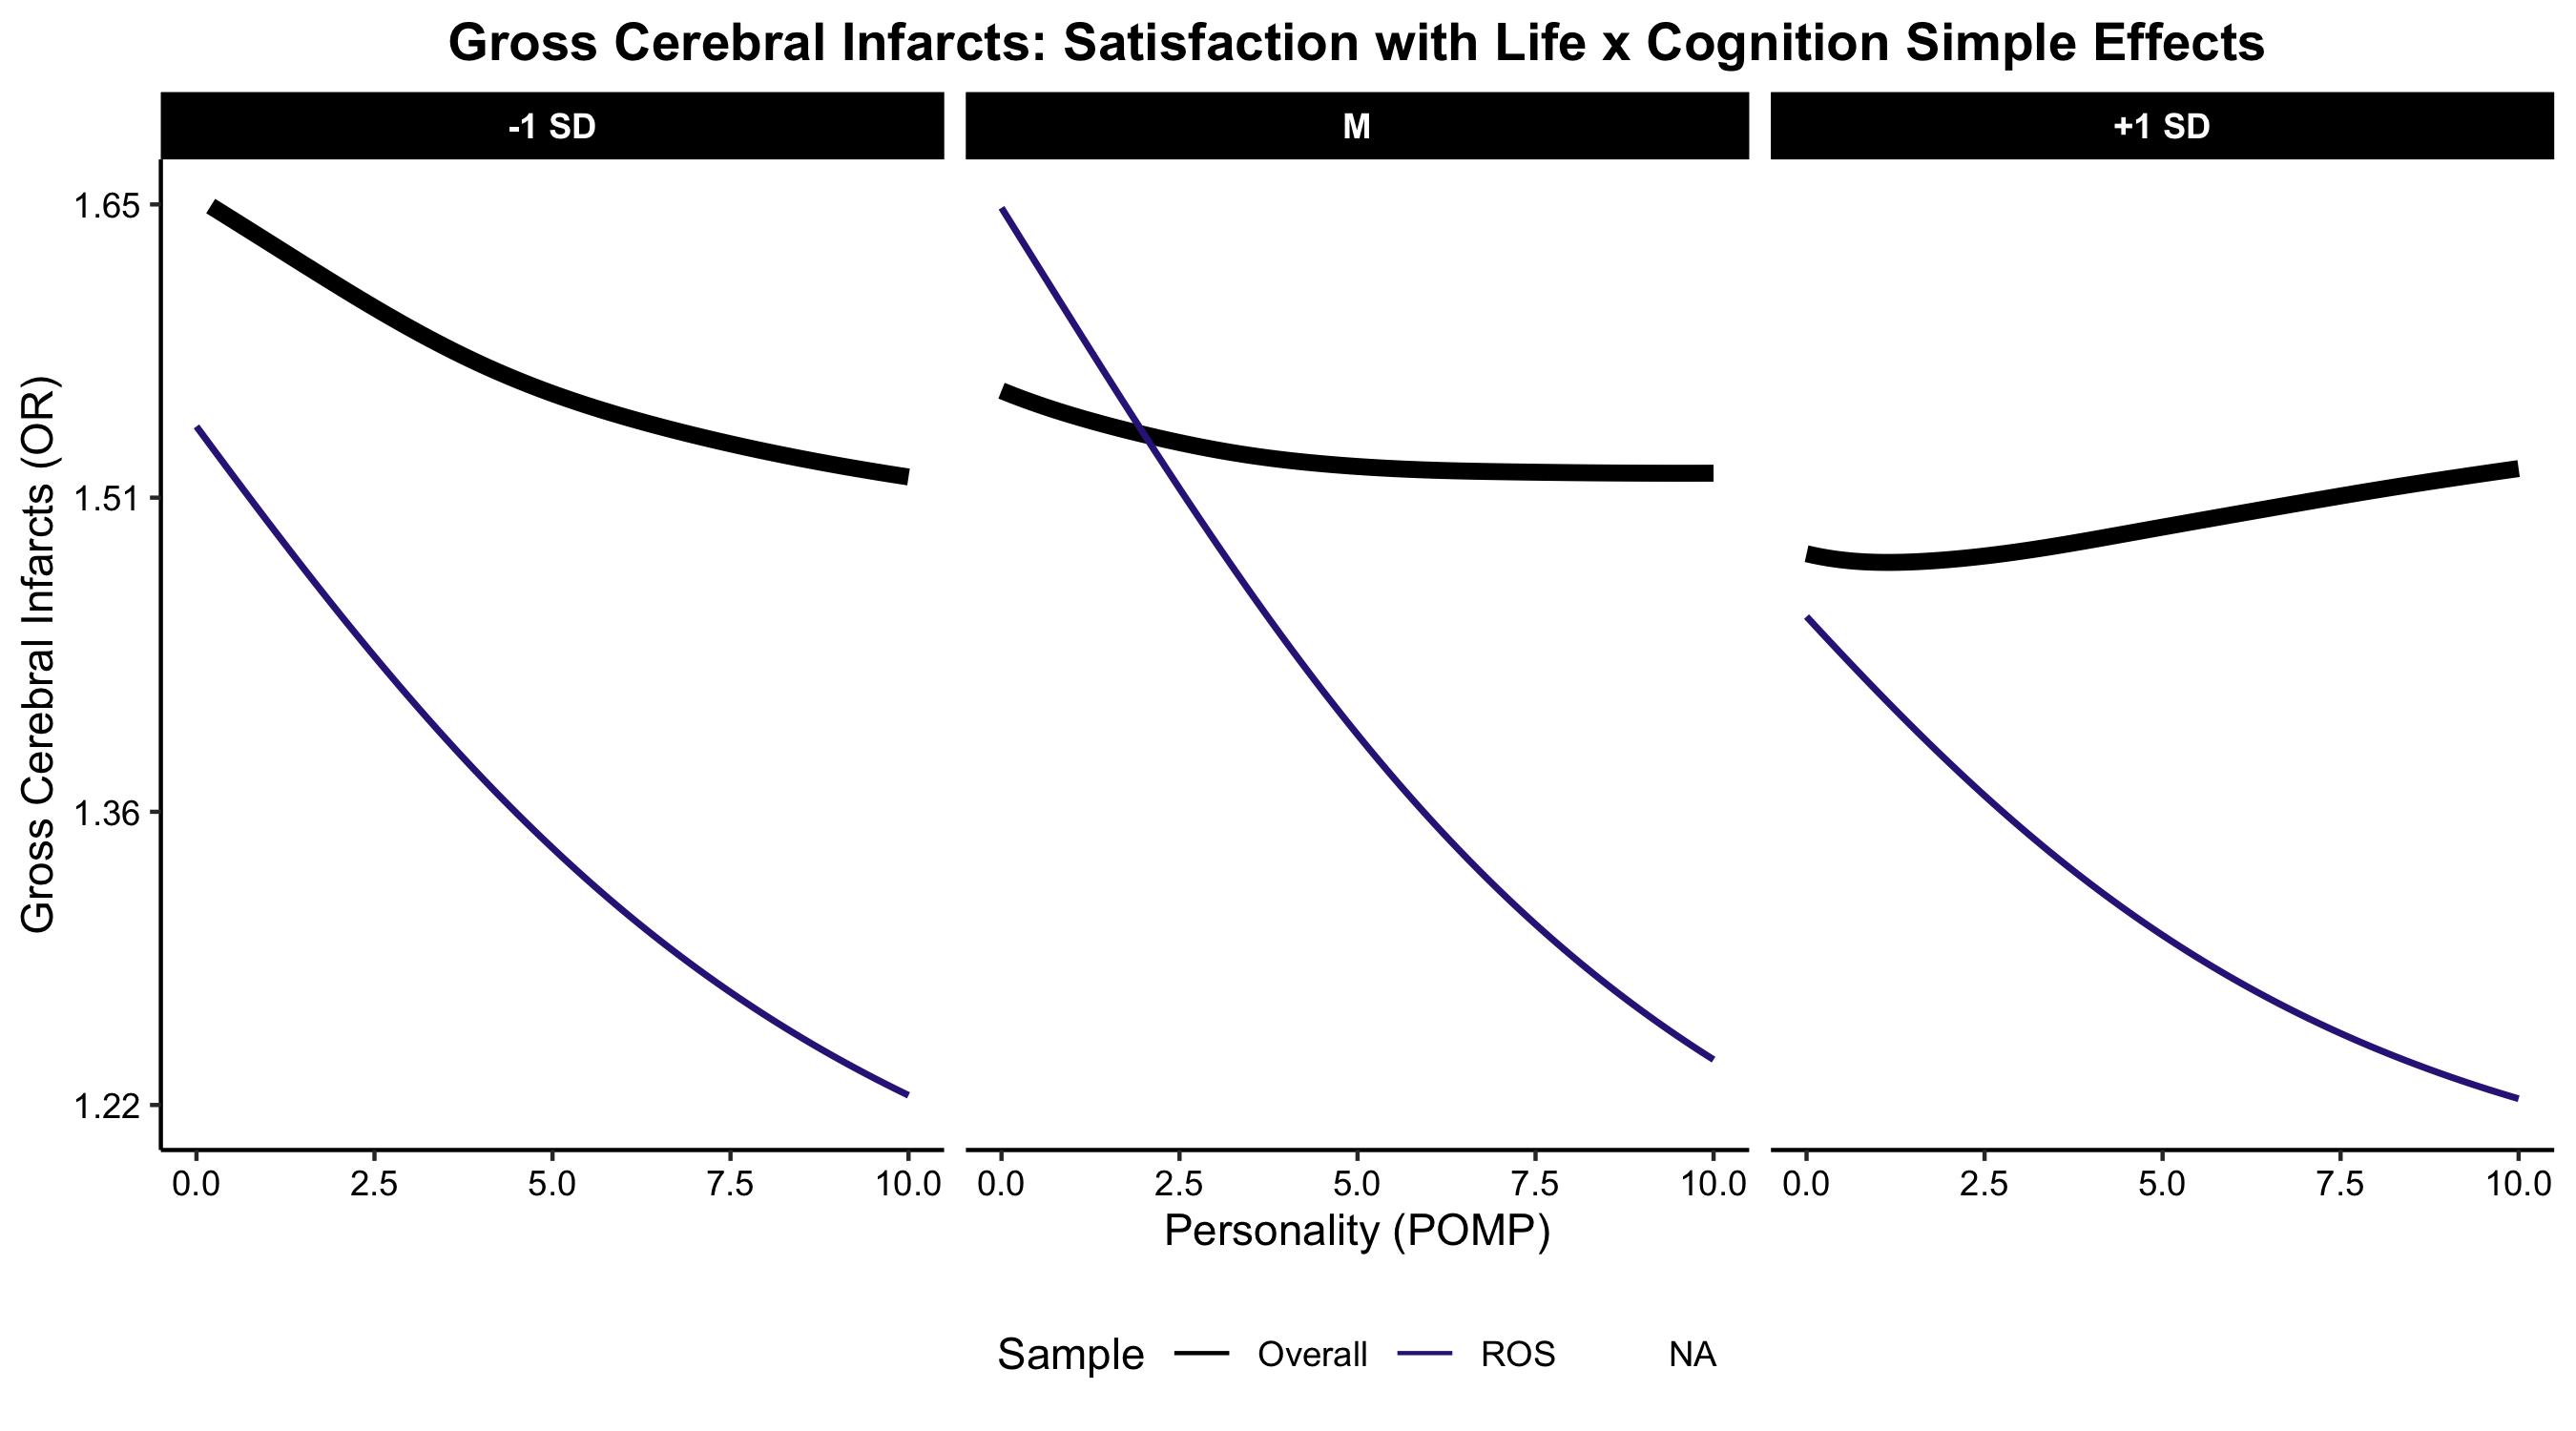 Gross Cerebral Infarcts: Satisfaction with Life x Cognition Simple Effects
-1 SD M +1 SD
Gross Cerebral Infarcts (OR)
1.65
1.51
1.36
1.22
0.0 2.5 5.0 7.5 10.0 0.0 2.5 5.0 7.5 10.0 0.0 2.5 5.0 7.5 10.0
Personality (POMP)
Sample Overall ROS NA